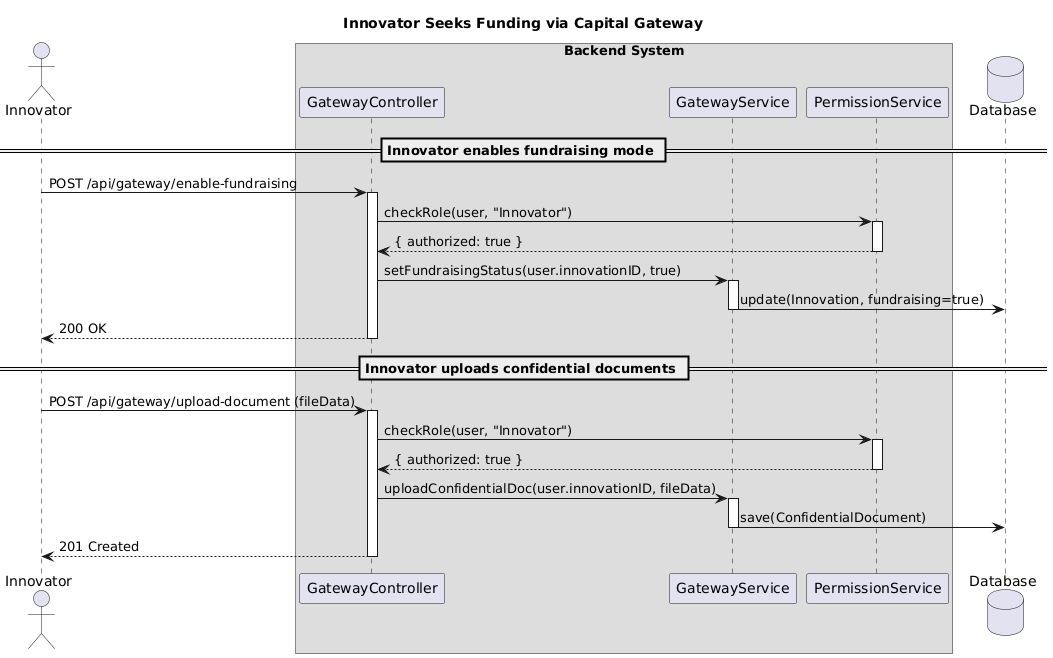 Innovator Seeks Funding via Capital Gateway
Backend System
Innovator
GatewayController
GatewayService
PermissionService
Database
Innovator enables fundraising mode
POST /api/gateway/enable-fundraising
checkRole(user, "Innovator")
{ authorized: true }
setFundraisingStatus(user.innovationID, true)
update(Innovation, fundraising=true)
200 OK
Innovator uploads confidential documents
POST /api/gateway/upload-document (fileData)
checkRole(user, "Innovator")
{ authorized: true }
uploadConfidentialDoc(user.innovationID, fileData)
save(ConfidentialDocument)
201 Created
Innovator
GatewayController
GatewayService
PermissionService
Database